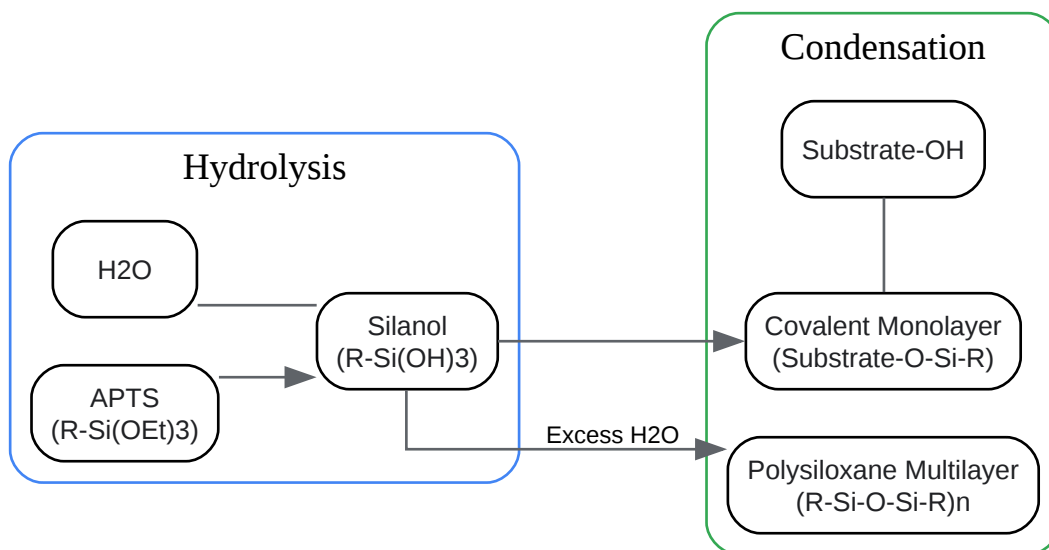 Hydrolysis
H2O
APTS
(R-Si(OEt)3)
Silanol
(R-Si(OH)3)
Excess H2O
Condensation
Substrate-OH
Covalent Monolayer
(Substrate-O-Si-R)
Polysiloxane Multilayer
(R-Si-O-Si-R)n